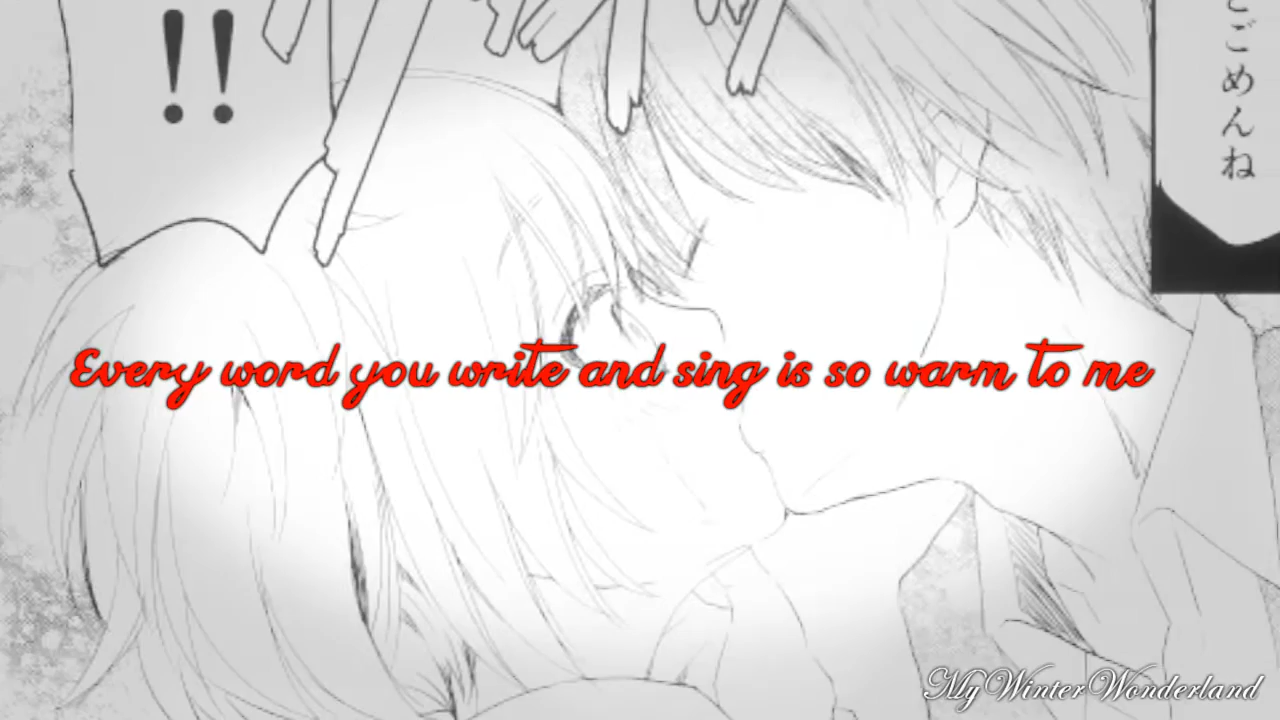 !!
ごめんね
Every word you write and sing is so warm to me
MyWinterWonderland